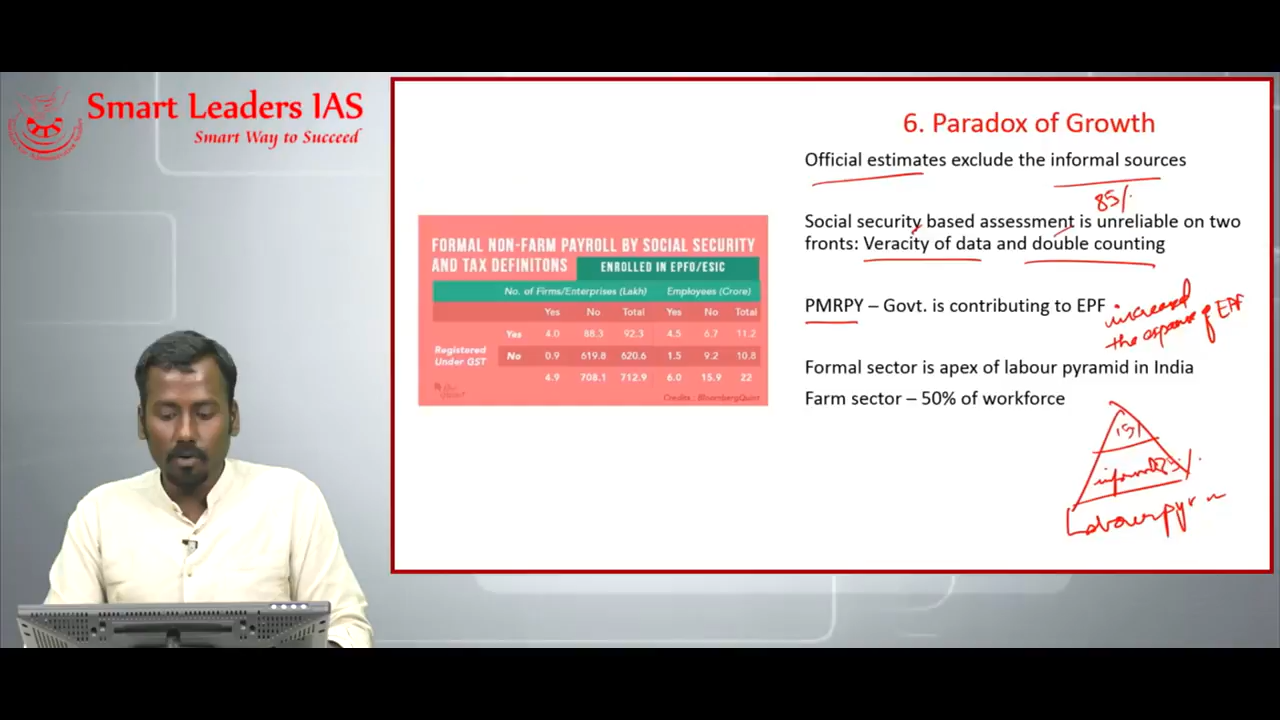 Smart Leaders IAS
Smart Way to Succeed
6. Paradox of Growth
Official estimates exclude the informal sources
85%
Social security based assessment is unreliable on two
fronts: Veracity of data and double counting
PMRPY – Govt. is contributing to EPF
increased
the expanse of EPF
Formal sector is apex of labour pyramid in India
Farm sector – 50% of workforce
15%
Labour
FORMAL NON-FARM PAYROLL BY SOCIAL SECURITY
AND TAX DEFINITONS
ENROLLED IN EPFO/ESIC
No. of Firms/Enterprises (Lakh) Employees (Crore)
Yes No Total Yes No Total
Registered
Under GST
Yes 4.0 88.3 92.3 4.5 6.7 11.2
No 0.9 619.8 620.6 1.5 9.2 10.8
4.9 708.1 712.9 6.0 15.9 22
Credits : BloombergQuint